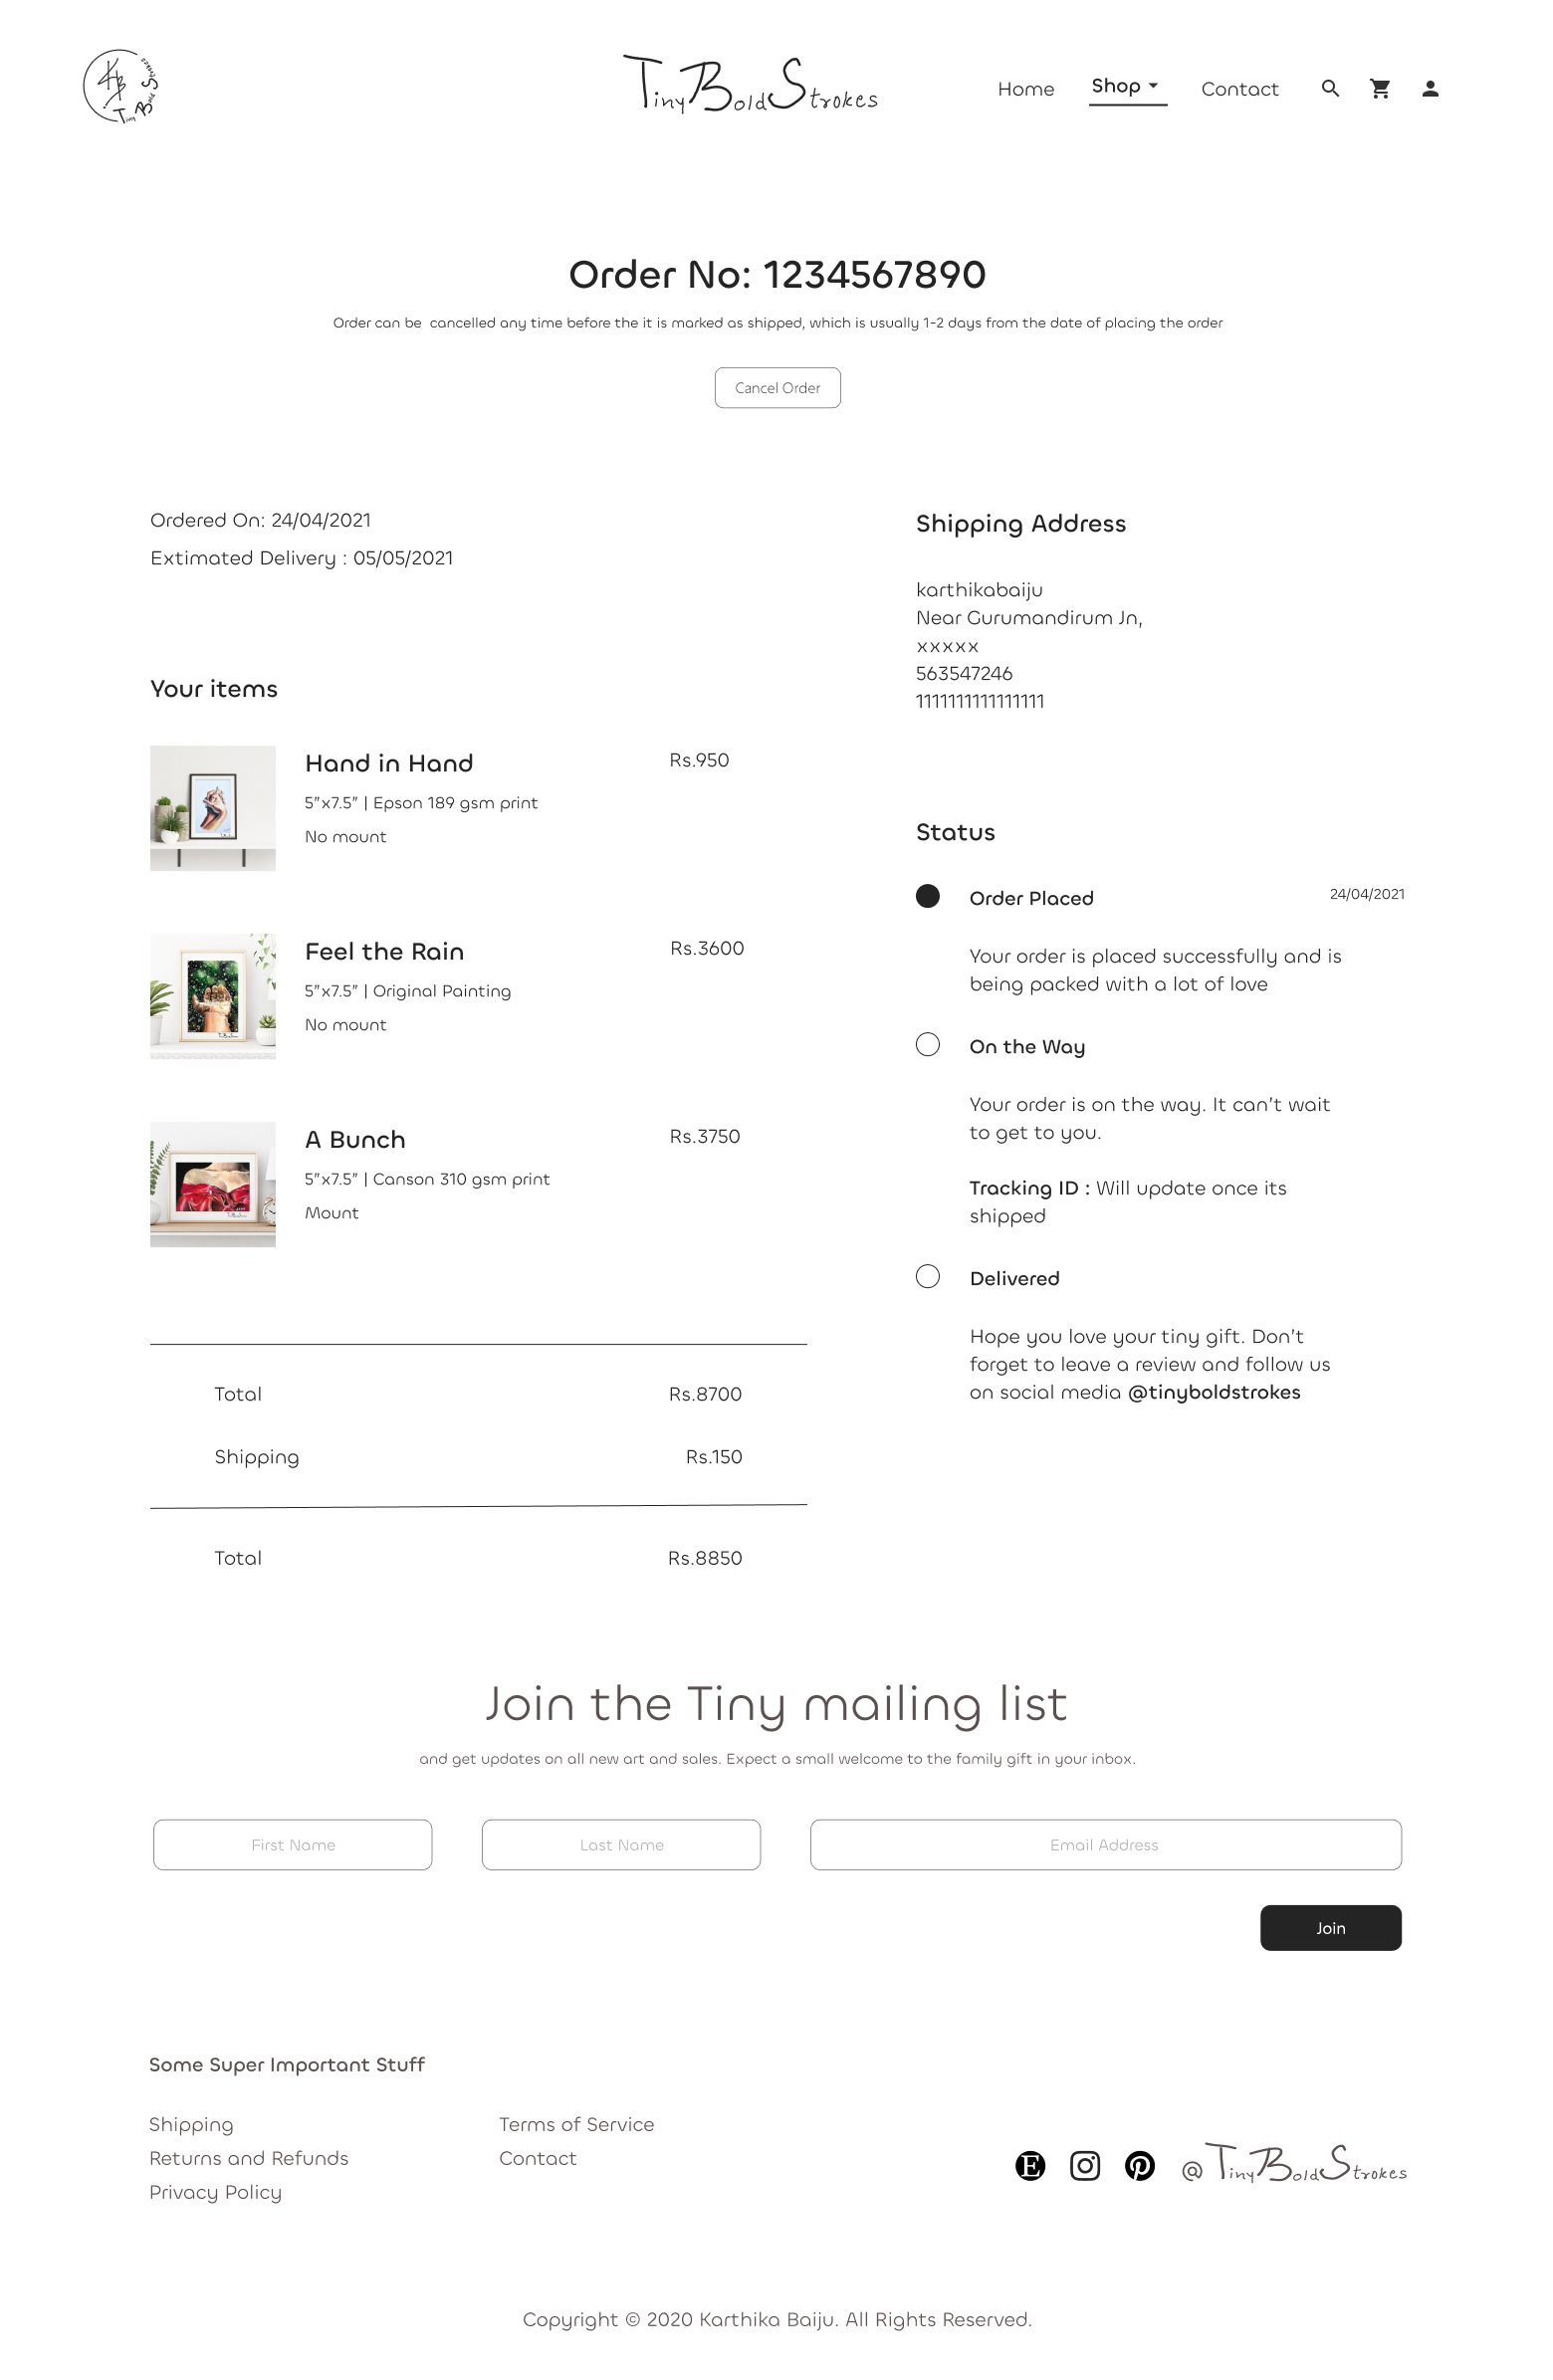 TinyBoldStrokes
TinyBoldStrokes
Home
Shop
Contact
Order No: 1234567890
Order can be  cancelled any time before the it is marked as shipped, which is usually 1-2 days from the date of placing the order
Cancel Order
Ordered On: 24/04/2021
Extimated Delivery : 05/05/2021
Your items
Hand in Hand
Rs.950
5"x7.5" | Epson 189 gsm print
No mount
Feel the Rain
Rs.3600
5"x7.5" | Original Painting
No mount
A Bunch
Rs.3750
5"x7.5" | Canson 310 gsm print
Mount
Total
Rs.8700
Shipping
Rs.150
Total
Rs.8850
Shipping Address
karthikabaiju
Near Gurumandirum Jn,
xxxxx
563547246
1111111111111111
Status
Order Placed
24/04/2021
Your order is placed successfully and is
being packed with a lot of love
On the Way
Your order is on the way. It can't wait
to get to you.
Tracking ID : Will update once its
shipped
Delivered
Hope you love your tiny gift. Don't
forget to leave a review and follow us
on social media @tinyboldstrokes
Join the Tiny mailing list
and get updates on all new art and sales. Expect a small welcome to the family gift in your inbox.
First Name
Last Name
Email Address
Join
Some Super Important Stuff
Shipping
Returns and Refunds
Privacy Policy
Terms of Service
Contact
E
@TinyBoldStrokes
Copyright © 2020 Karthika Baiju. All Rights Reserved.